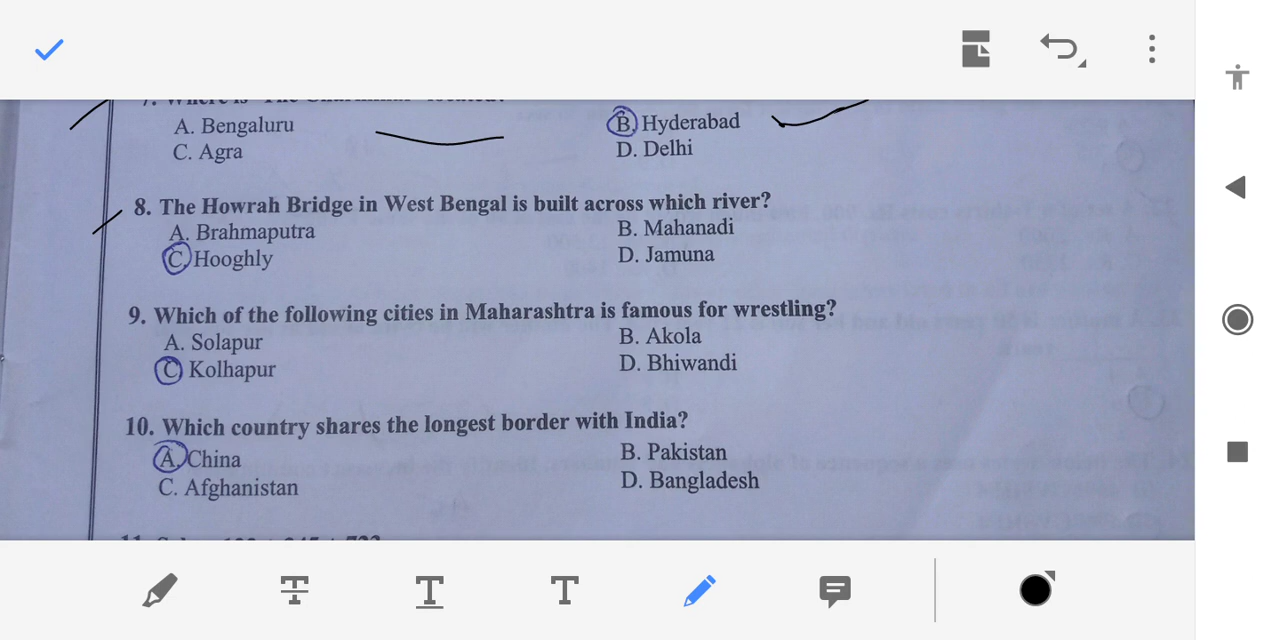 A. Bengaluru B. Hyderabad
C. Agra D. Delhi
8. The Howrah Bridge in West Bengal is built across which river?
A. Brahmaputra B. Mahanadi
C. Hooghly D. Jamuna
9. Which of the following cities in Maharashtra is famous for wrestling?
A. Solapur B. Akola
C Kolhapur D. Bhiwandi
10. Which country shares the longest border with India?
A. China B. Pakistan
C. Afghanistan D. Bangladesh